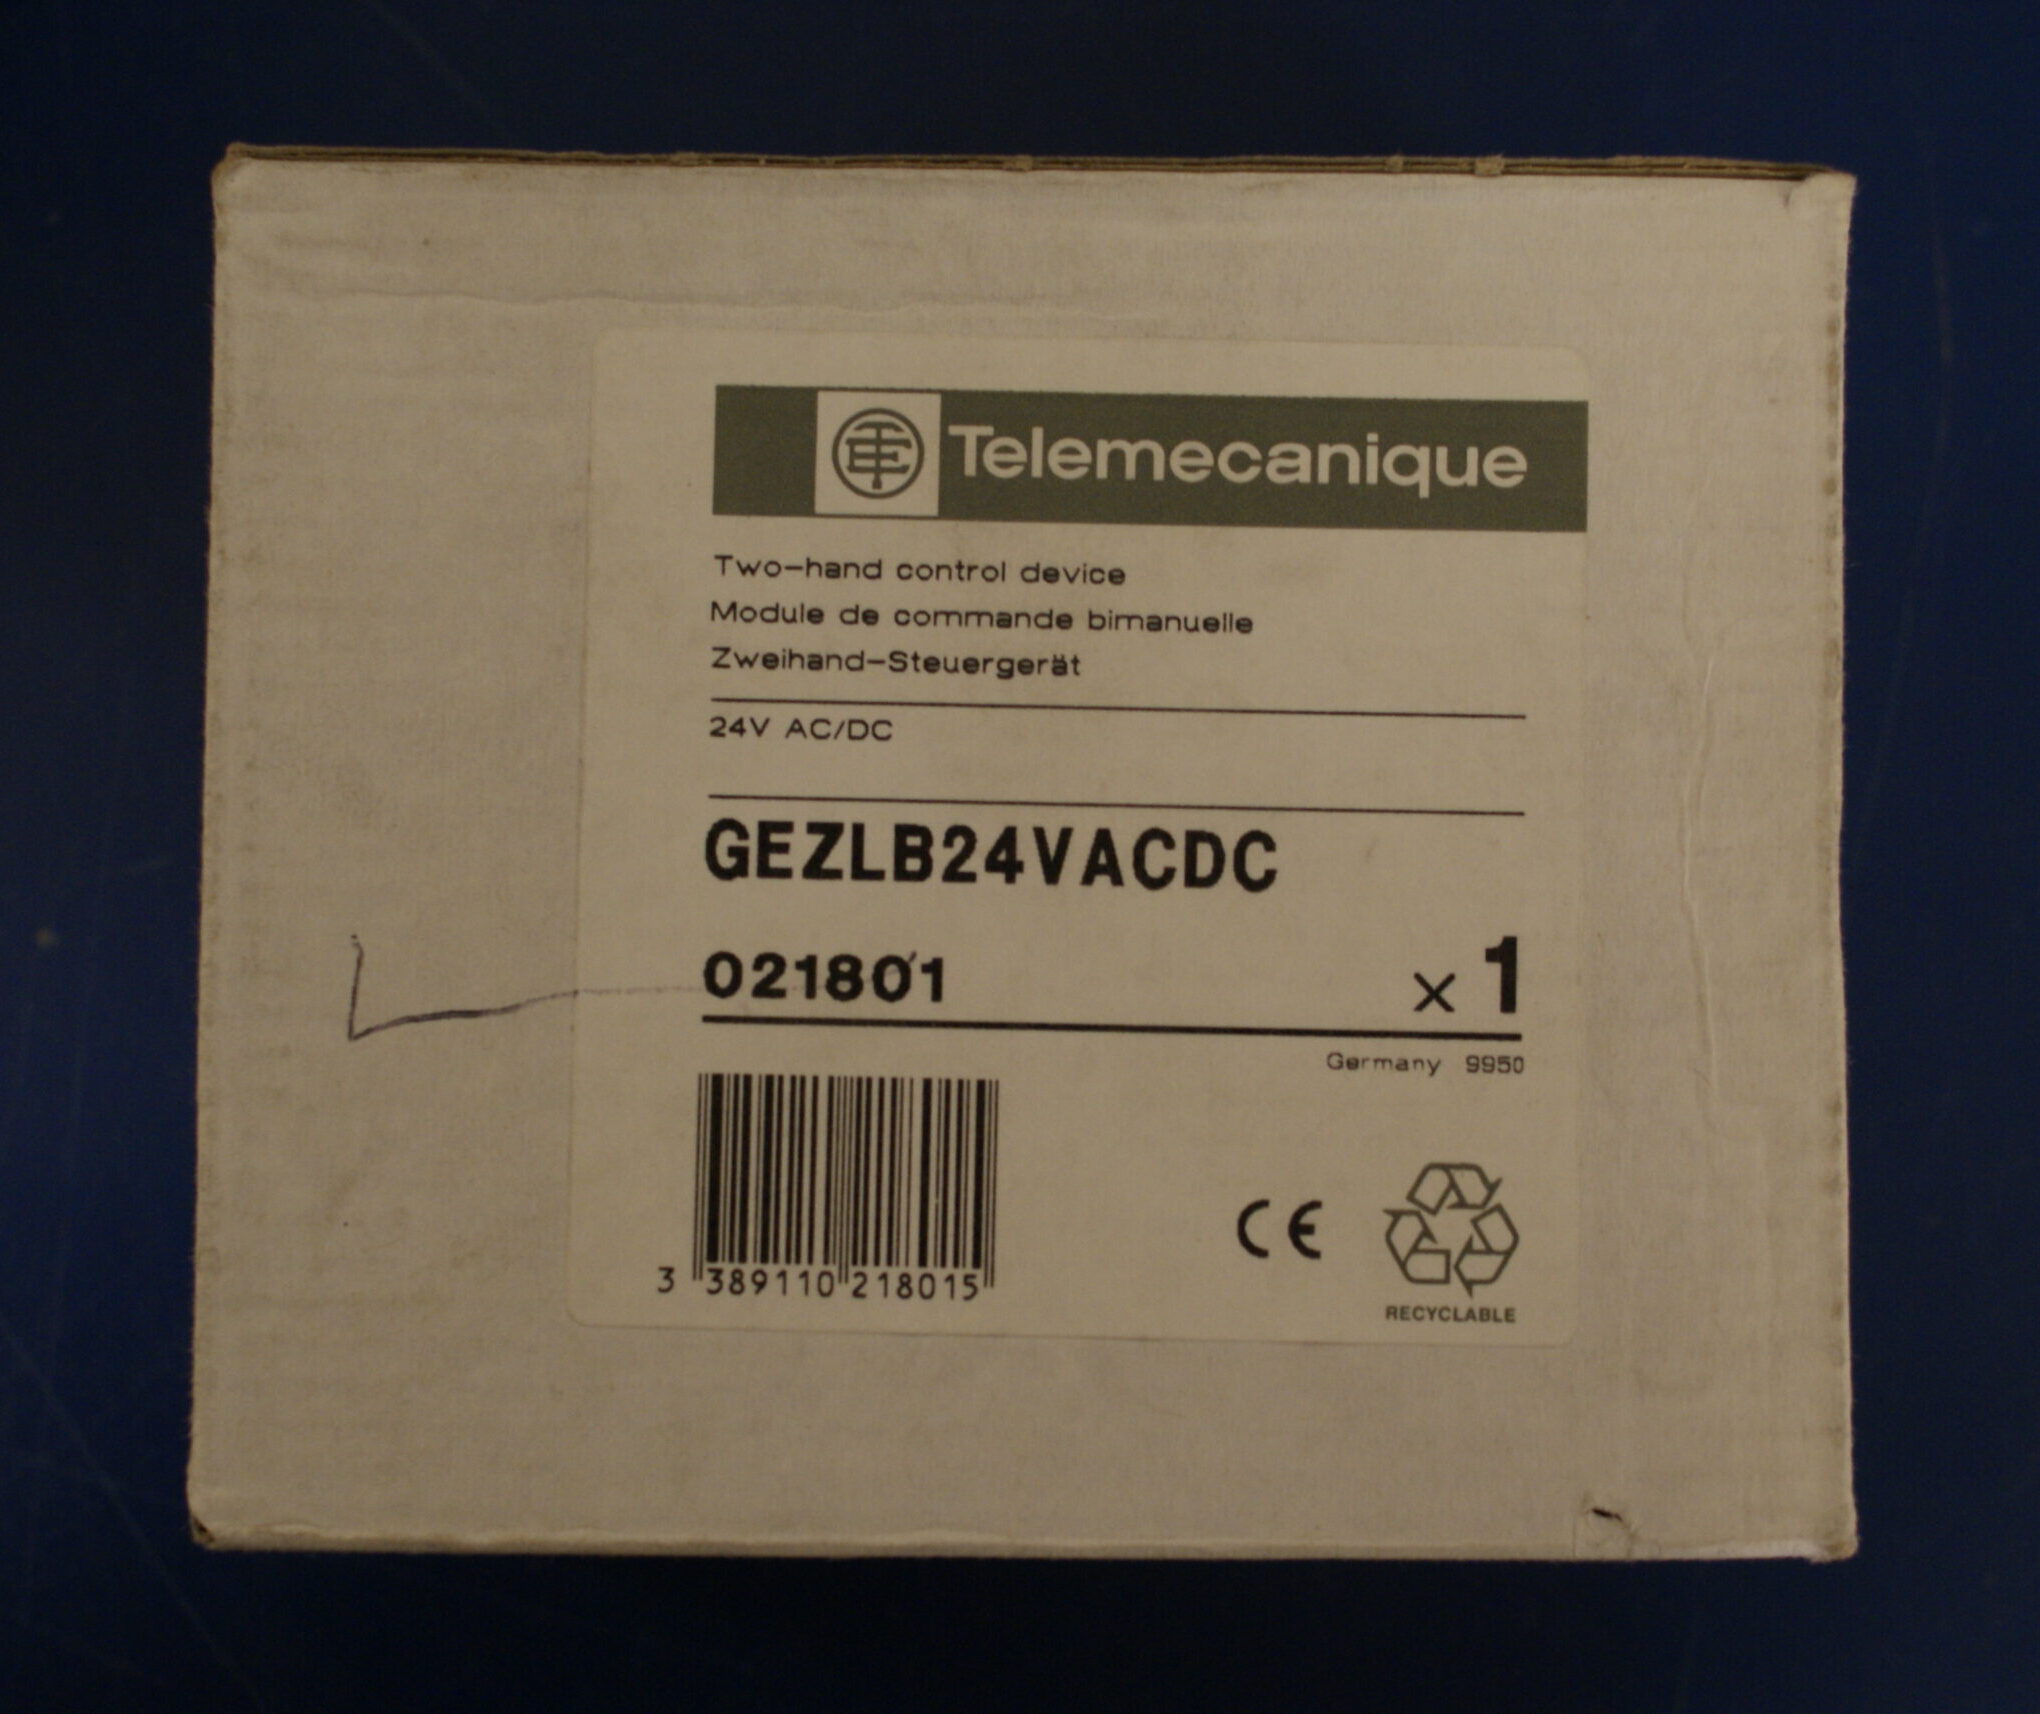 Telemecanique
Two-hand control device
Module de commande bimanuelle
Zweihand-Steuergerät
24V AC/DC
GEZLB24VACDC
021801 x 1
Germany 9950
3 389110 218015
CE
RECYCLABLE